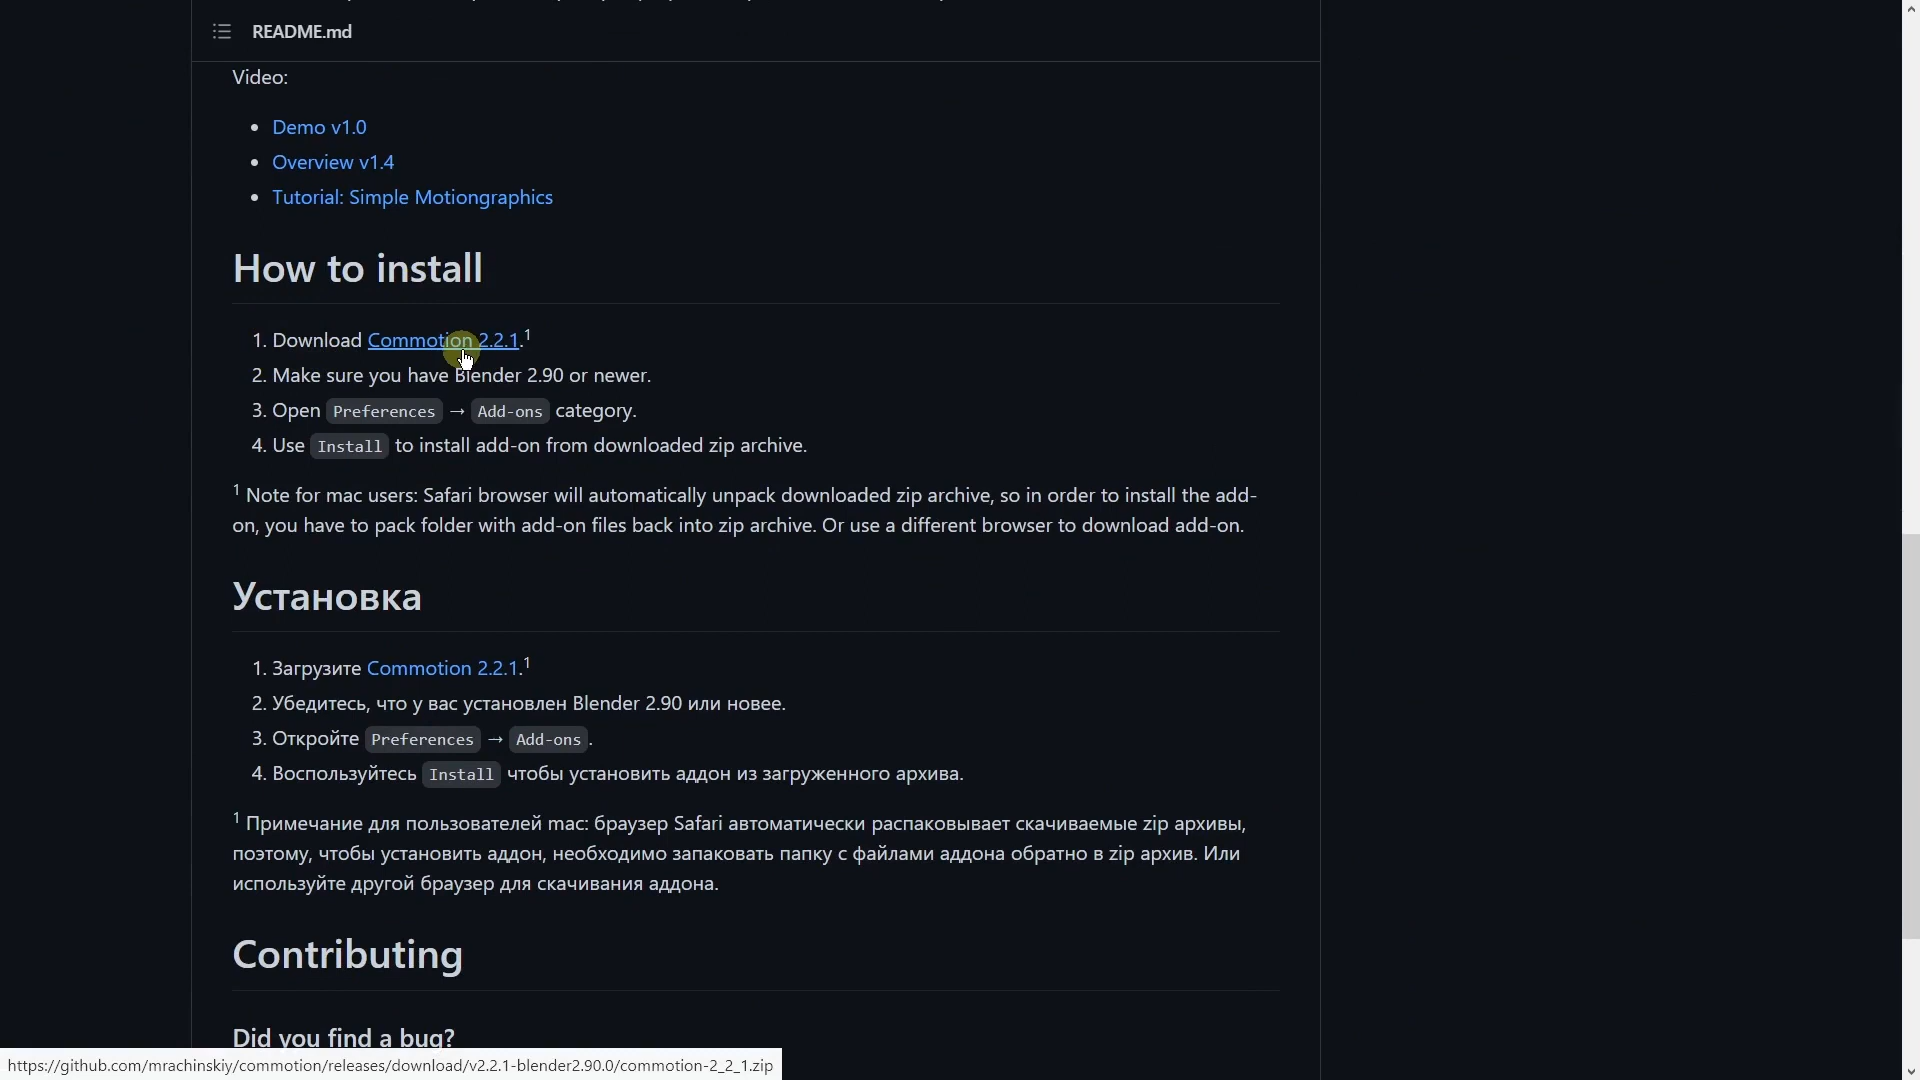 README.md
Video:
Demo v1.0
Overview v1.4
Tutorial: Simple Motiongraphics
How to install
1. Download Commotion 2.2.1.1
2. Make sure you have Blender 2.90 or newer.
3. Open Preferences → Add-ons category.
4. Use Install to install add-on from downloaded zip archive.
1 Note for mac users: Safari browser will automatically unpack downloaded zip archive, so in order to install the add-
on, you have to pack folder with add-on files back into zip archive. Or use a different browser to download add-on.
Установка
1. Загрузите Commotion 2.2.1.1
2. Убедитесь, что у вас установлен Blender 2.90 или новее.
3. Откройте Preferences → Add-ons.
4. Воспользуйтесь Install чтобы установить аддон из загруженного архива.
1 Примечание для пользователей mac: браузер Safari автоматически распаковывает скачиваемые zip архивы,
поэтому, чтобы установить аддон, необходимо запаковать папку с файлами аддона обратно в zip архив. Или
используйте другой браузер для скачивания аддона.
Contributing
Did you find a bug?
https://github.com/mrachinskiy/commotion/releases/download/v2.2.1-blender2.90.0/commotion-2_2_1.zip